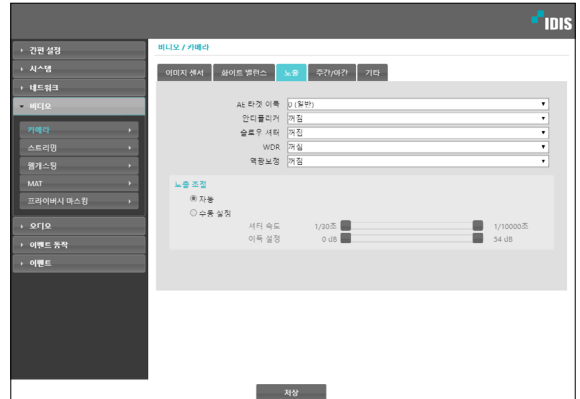 IDIS
간편 설정
시스템
네트워크
비디오
카메라
스트리밍
웹캐스팅
MAT
프라이버시 마스킹
오디오
이벤트 동작
이벤트
비디오 / 카메라
이미지 센서 화이트 밸런스 노출 주간/야간 기타
AE 타겟 이득 0 (일반)
안티플리커 꺼짐
슬로우 셔터 꺼짐
WDR 꺼짐
역광보정 꺼짐
노출 조정
자동
수동 설정
셔터 속도 1/30초 1/10000초
이득 설정 0 dB 54 dB
저장